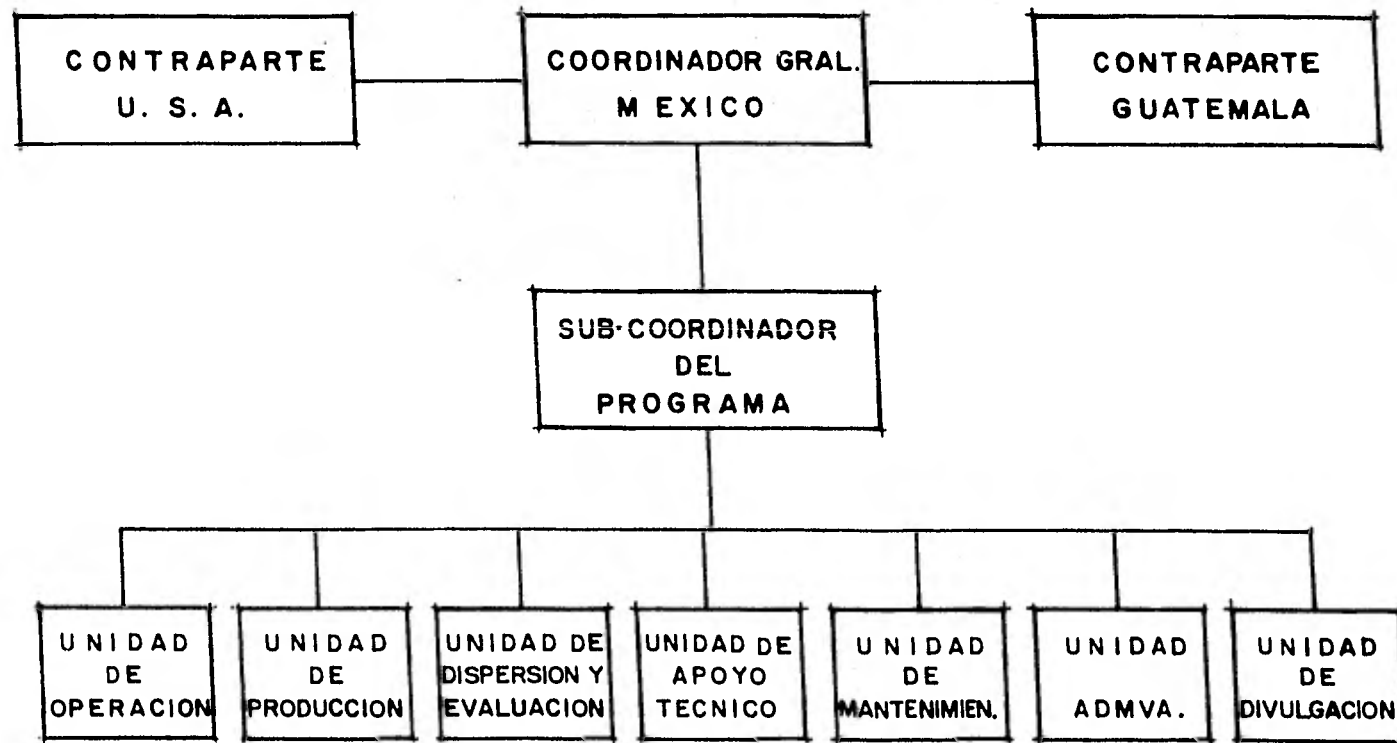 CONTRAPARTE
U. S. A.
COORDINADOR GRAL.
MEXICO
CONTRAPARTE
GUATEMALA
SUB-COORDINADOR
DEL
PROGRAMA
UNIDAD
DE
OPERACION
UNIDAD
DE
PRODUCCION
UNIDAD DE
DISPERSION Y
EVALUACION
UNIDAD DE
APOYO
TECNICO
UNIDAD
DE
MANTENIMIEN.
UNIDAD
ADMVA.
UNIDAD
DE
DIVULGACION